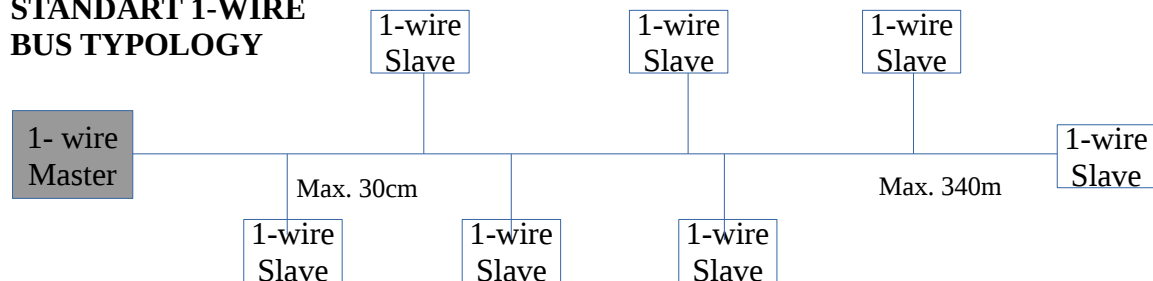 STANDART 1-WIRE
BUS TYPOLOGY
1-wire
Slave
1-wire
Slave
1-wire
Slave
1- wire
Master
1-wire
Slave
Max. 30cm
Max. 340m
1-wire
Slave
1-wire
Slave
1-wire
Slave